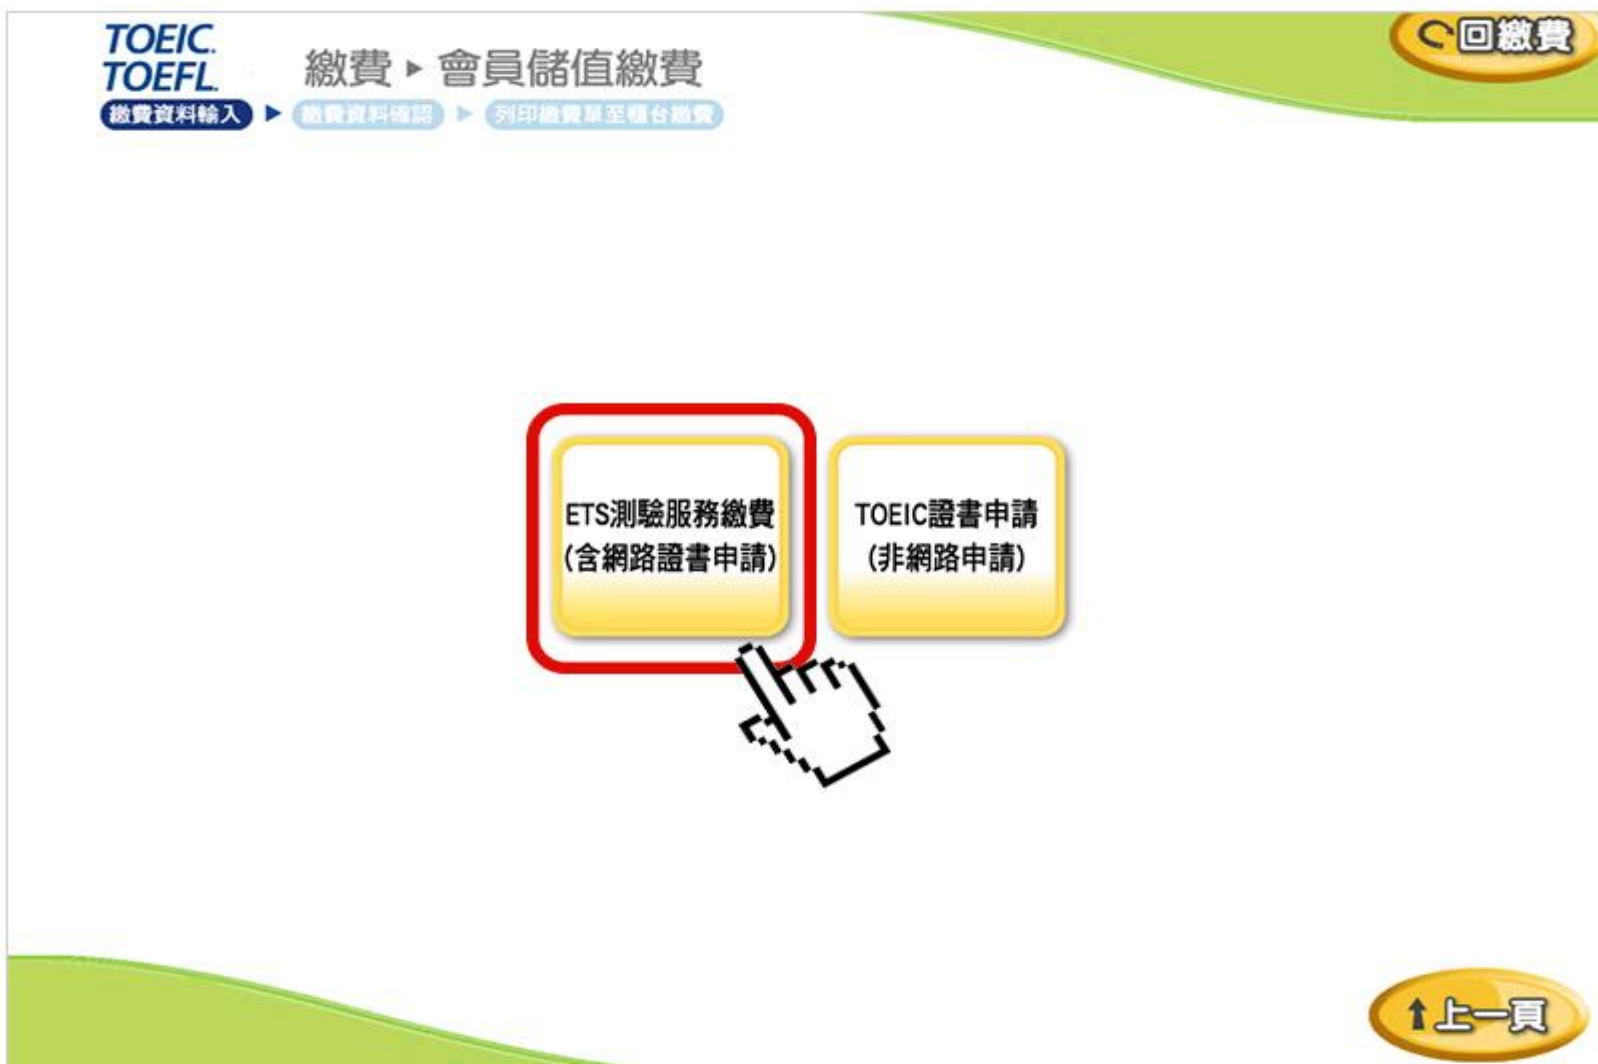 TOEIC.
TOEFL.
繳費 ▸ 會員儲值繳費
回繳費
繳費資料輸入 ▶ 繳費資料確認 ▶ 列印繳費單至櫃台繳費
ETS測驗服務繳費
(含網路證書申請)
TOEIC證書申請
(非網路申請)
上一頁